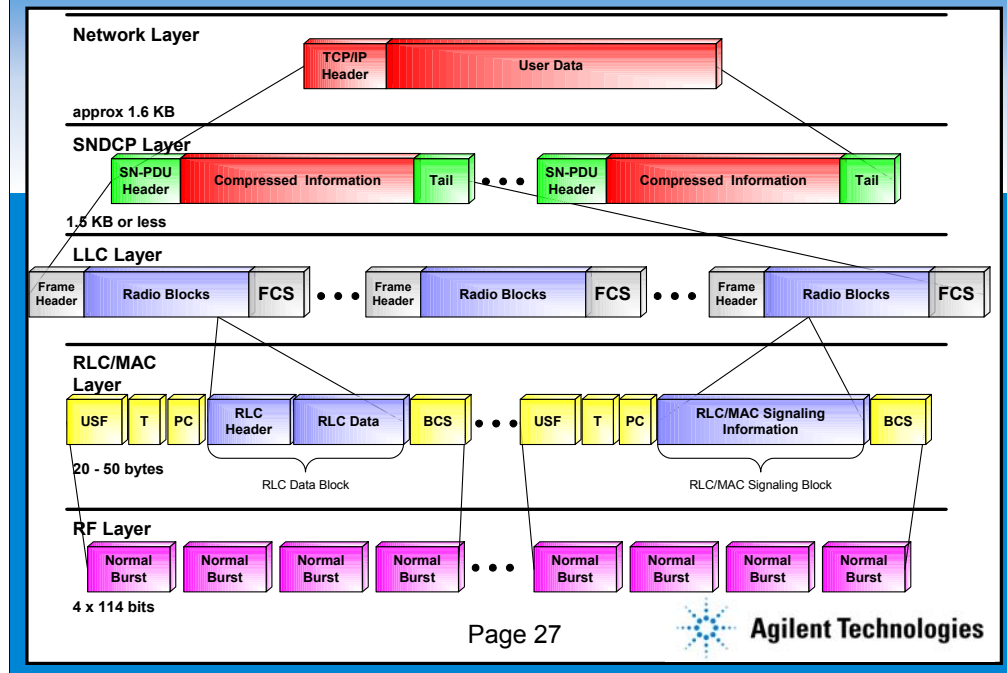 Network Layer
TCP/IP
Header
User Data
approx 1.6 KB
SNDCP Layer
SN-PDU
Header
Compressed Information
Tail
SN-PDU
Header
Compressed Information
Tail
1.5 KB or less
LLC Layer
Frame
Header
Radio Blocks
FCS
Frame
Header
Radio Blocks
FCS
Frame
Header
Radio Blocks
FCS
RLC/MAC
Layer
USF
T
PC
RLC
Header
RLC Data
BCS
USF
T
PC
RLC/MAC Signaling
Information
BCS
20 - 50 bytes
RLC Data Block
RLC/MAC Signaling Block
RF Layer
Normal
Burst
Normal
Burst
Normal
Burst
Normal
Burst
Normal
Burst
Normal
Burst
Normal
Burst
Normal
Burst
4 x 114 bits
Page 27
Agilent Technologies